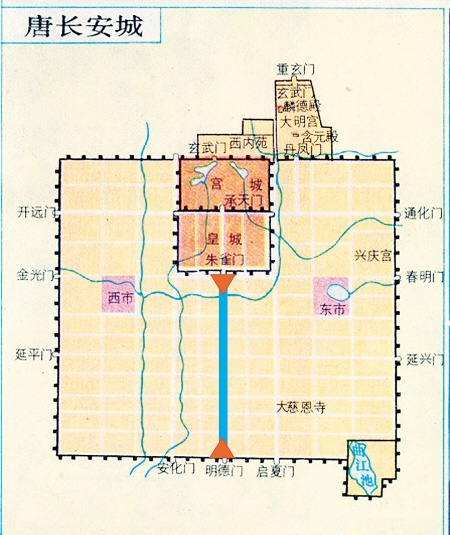 唐长安城
重玄门
玄武门
麟德殿
大明宫
含元殿
丹凤门
玄武门
西内苑
宫城
承天门
皇城
朱雀门
开远门
通化门
兴庆宫
金光门
春明门
西市
东市
延平门
延兴门
大慈恩寺
曲江池
安化门
明德门
启夏门